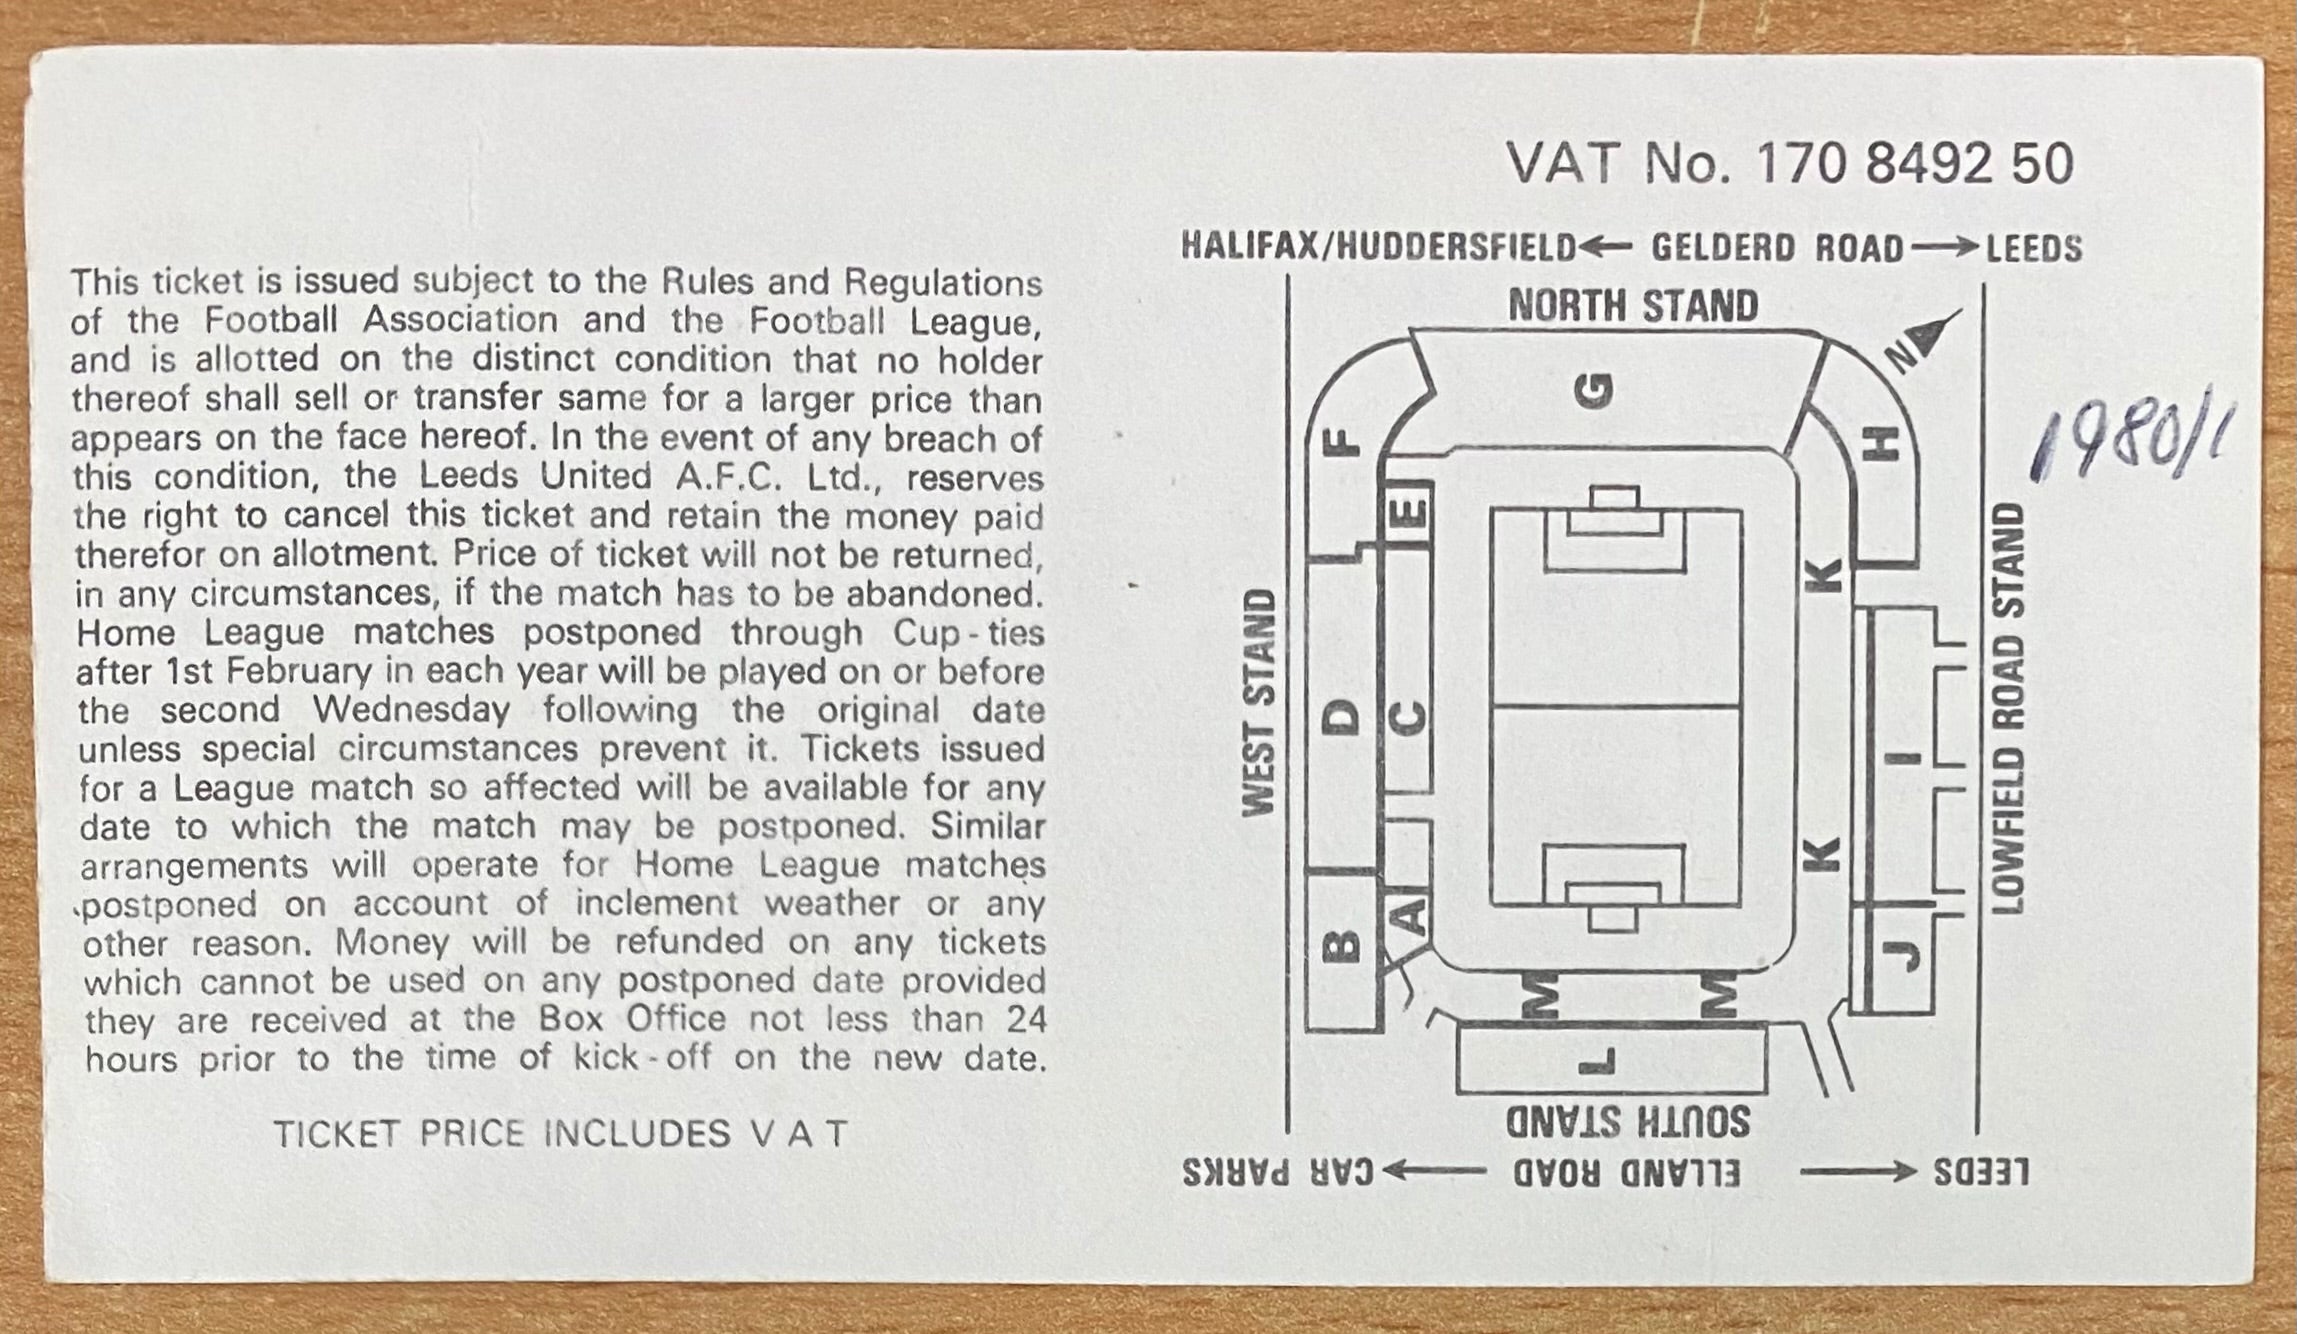 This ticket is issued subject to the Rules and Regulations
of the Football Association and the Football League,
and is allotted on the distinct condition that no holder
thereof shall sell or transfer same for a larger price than
appears on the face hereof. In the event of any breach of
this condition, the Leeds United A.F.C. Ltd., reserves
the right to cancel this ticket and retain the money paid
therefor on allotment. Price of ticket will not be returned,
in any circumstances, if the match has to be abandoned.
Home League matches postponed through Cup-ties
after 1st February in each year will be played on or before
the second Wednesday following the original date
unless special circumstances prevent it. Tickets issued
for a League match so affected will be available for any
date to which the match may be postponed. Similar
arrangements will operate for Home League matches
postponed on account of inclement weather or any
other reason. Money will be refunded on any tickets
which cannot be used on any postponed date provided
they are received at the Box Office not less than 24
hours prior to the time of kick-off on the new date.
TICKET PRICE INCLUDES V A T
VAT No. 170 8492 50
HALIFAX/HUDDERSFIELD← GELDERD ROAD→LEEDS
NORTH STAND
N
G
F
H
1980/1
E
K
WEST STAND
D
C
I
LOWFIELD ROAD STAND
K
A
B
J
M M
L
SOUTH STAND
CAR PARKS← ELLAND ROAD →LEEDS